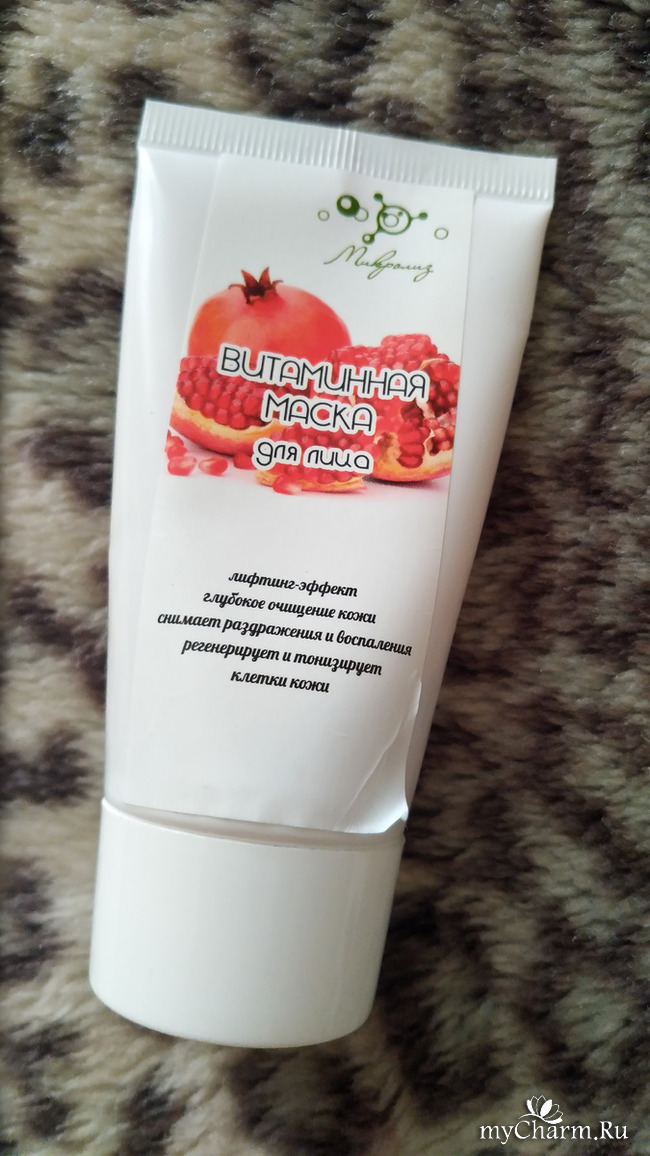 Микролиз
ВИТАМИННАЯ
МАСКА
для лица
лифтинг-эффект
глубокое очищение кожи
снимает раздражения и воспаления
регенерирует и тонизирует
клетки кожи
myCharm.Ru